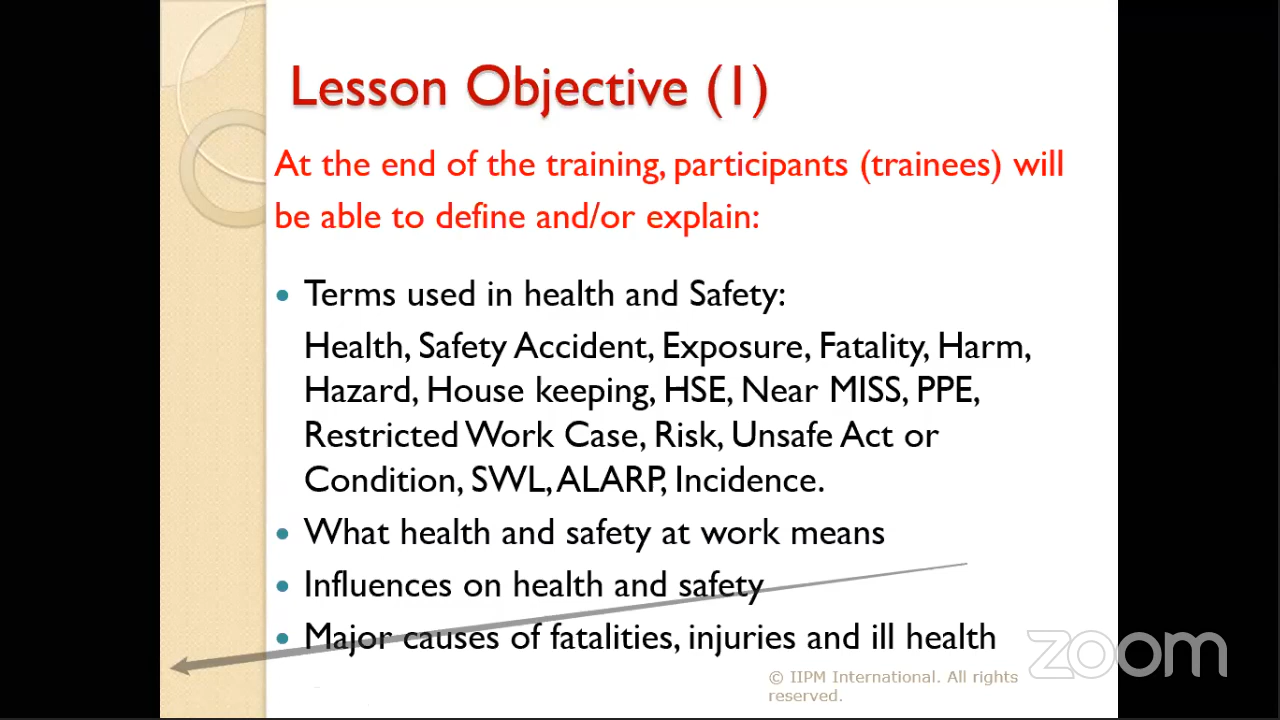 Lesson Objective (1)
At the end of the training, participants (trainees) will
be able to define and/or explain:
• Terms used in health and Safety:
Health, Safety Accident, Exposure, Fatality, Harm,
Hazard, House keeping, HSE, Near MISS, PPE,
Restricted Work Case, Risk, Unsafe Act or
Condition, SWL, ALARP, Incidence.
• What health and safety at work means
• Influences on health and safety
• Major causes of fatalities, injuries and ill health
zoom
© IIPM International. All rights
reserved.